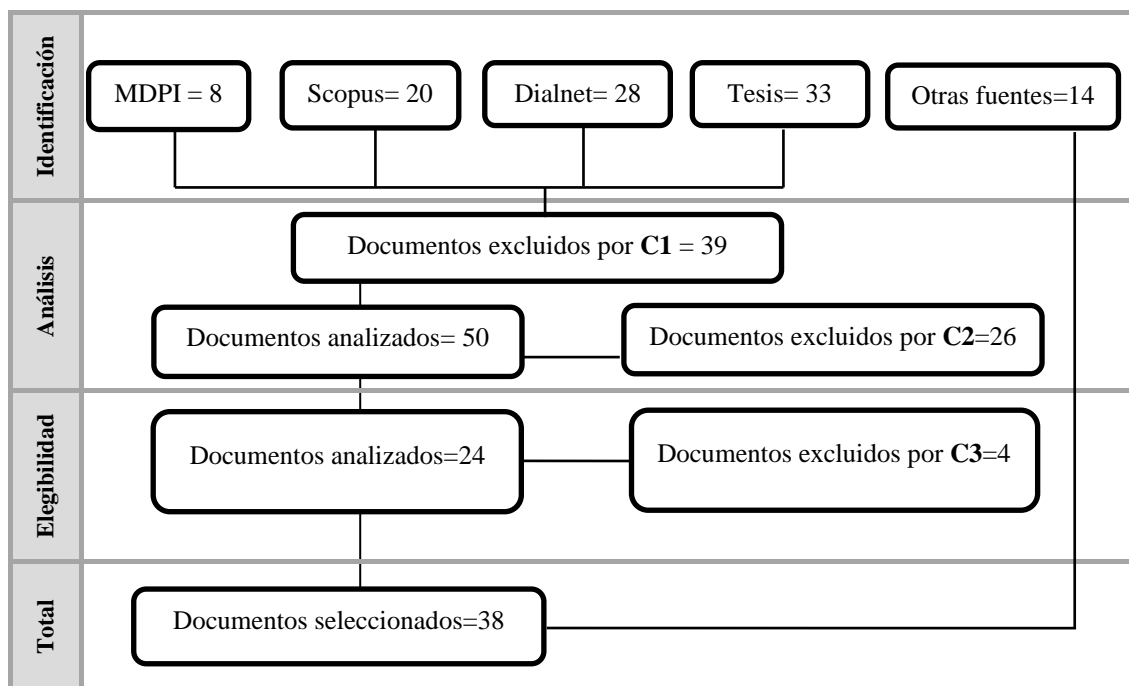 Identificación
MDPI = 8
Scopus= 20
Dialnet= 28
Tesis= 33
Otras fuentes=14
Análisis
Documentos excluidos por C1 = 39
Documentos analizados= 50
Documentos excluidos por C2=26
Elegibilidad
Documentos analizados=24
Documentos excluidos por C3=4
Total
Documentos seleccionados=38